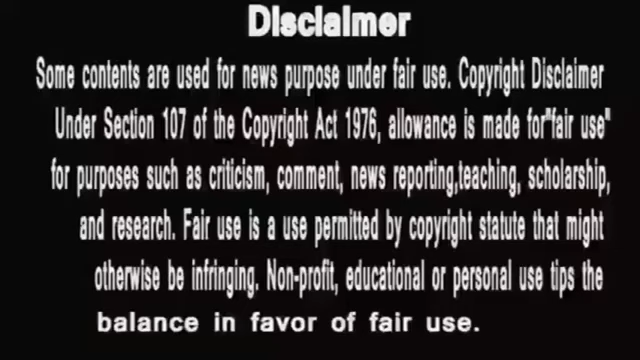 Disclaimer
Some contents are used for news purpose under fair use. Copyright Disclaimer
Under Section 107 of the Copyright Act 1976, allowance is made for"fair use"
for purposes such as criticism, comment, news reporting,teaching, scholarship,
and research. Fair use is a use permitted by copyright statute that might
otherwise be infringing. Non-profit, educational or personal use tips the
balance in favor of fair use.